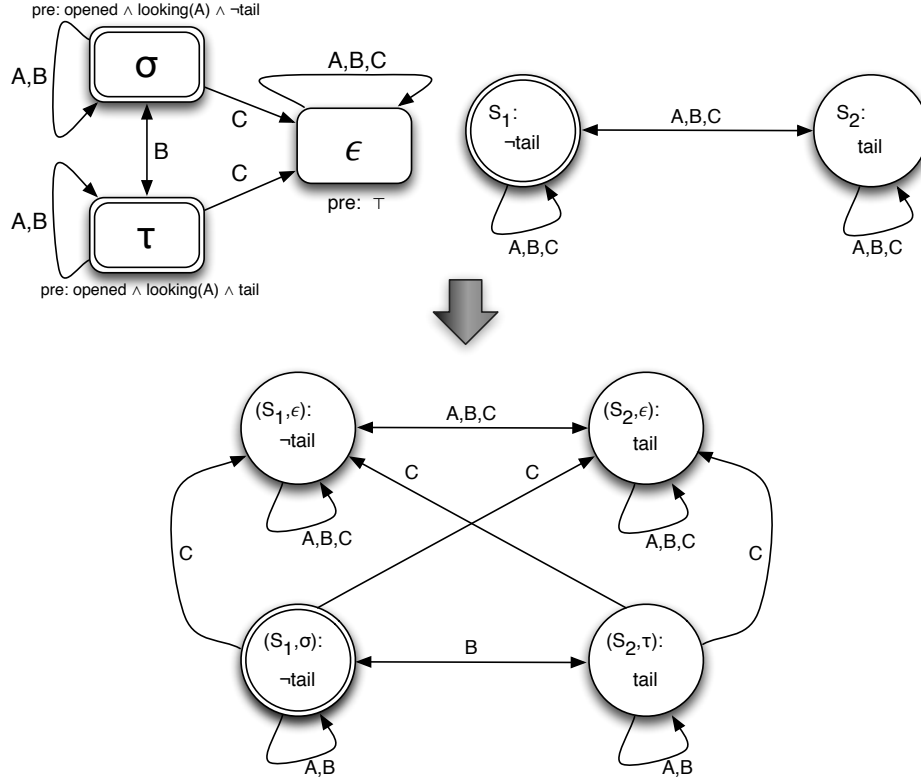 pre: opened ∧ looking(A) ∧ ¬tail
σ
A,B
A,B,C
C
ϵ
pre: ⊤
B
C
A,B
τ
pre: opened ∧ looking(A) ∧ tail
S1:
¬tail
A,B,C
S2:
tail
A,B,C
A,B,C
(S1,ϵ):
¬tail
A,B,C
(S2,ϵ):
tail
C
C
A,B,C
A,B,C
C
C
(S1,σ):
¬tail
B
(S2,τ):
tail
A,B
A,B